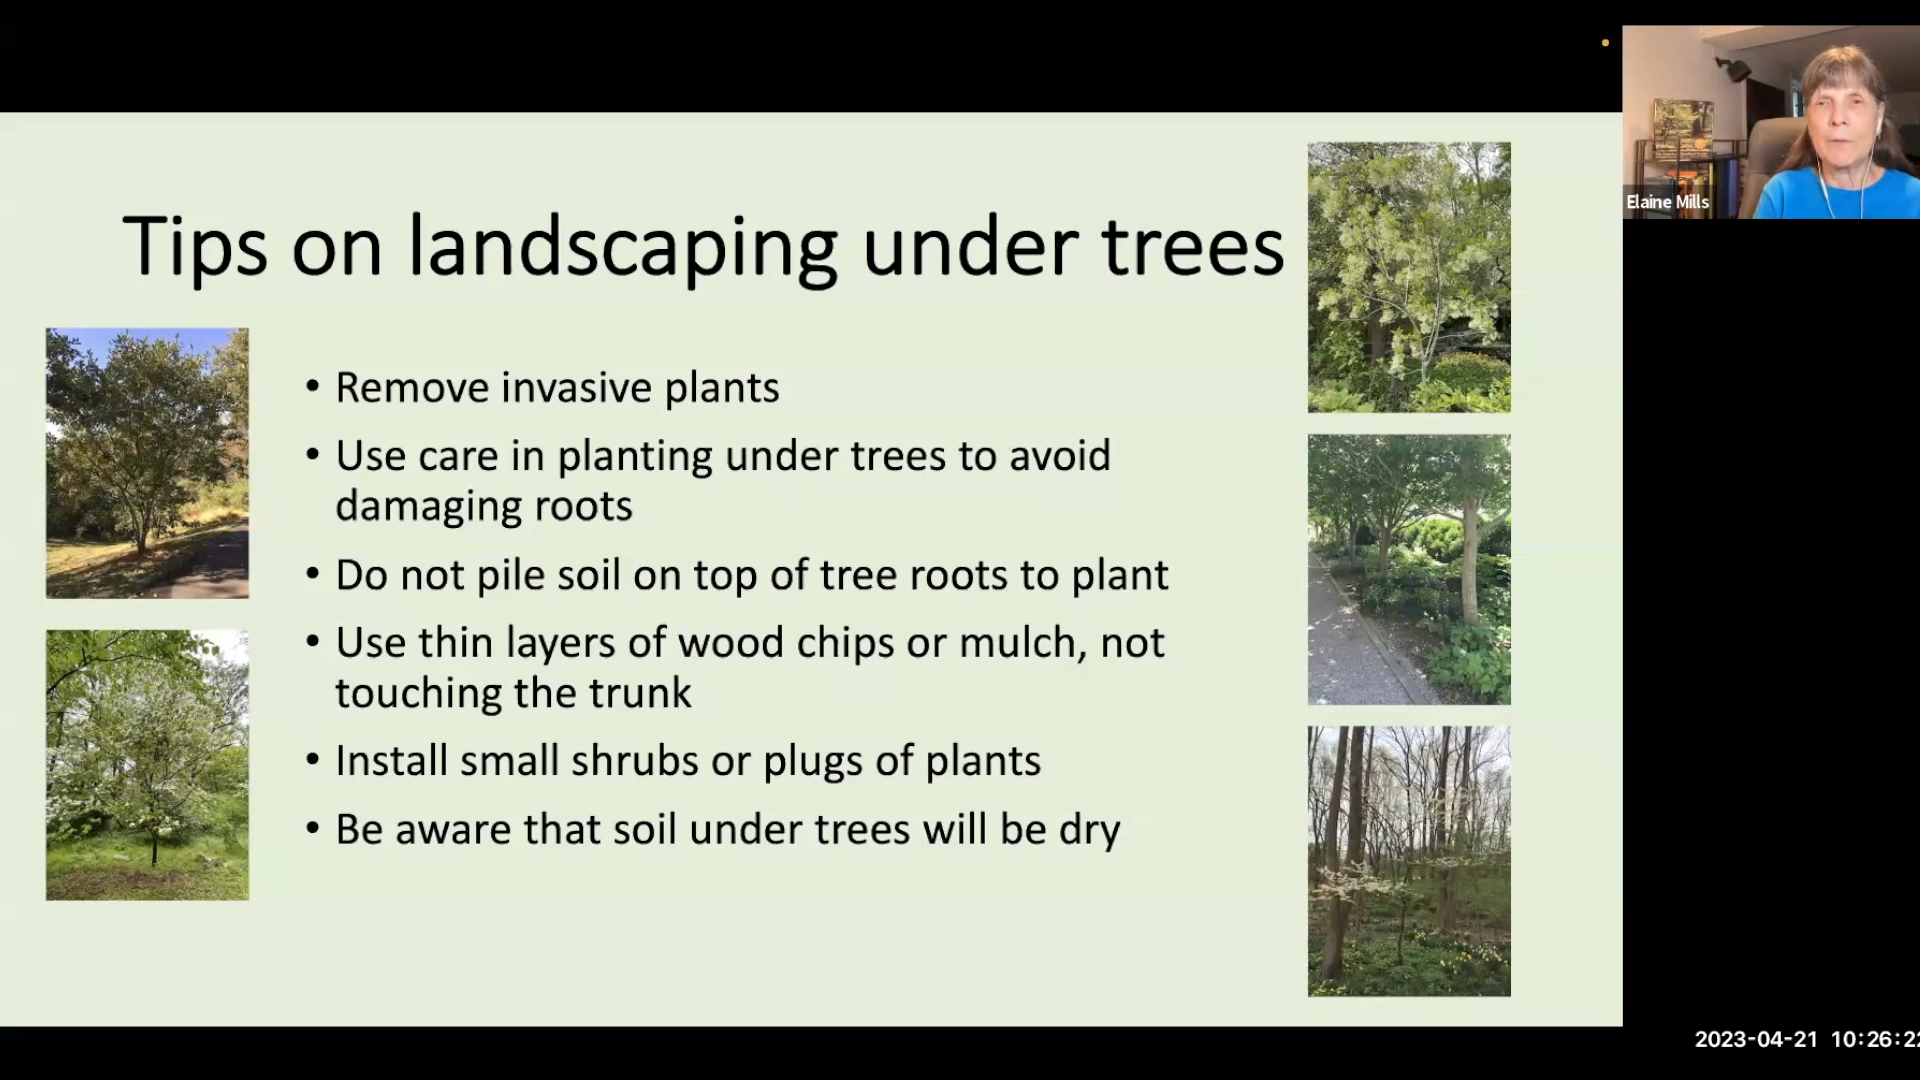 Elaine Mills
Tips on landscaping under trees
• Remove invasive plants
• Use care in planting under trees to avoid
damaging roots
• Do not pile soil on top of tree roots to plant
• Use thin layers of wood chips or mulch, not
touching the trunk
• Install small shrubs or plugs of plants
• Be aware that soil under trees will be dry
2023-04-21 10:26:22